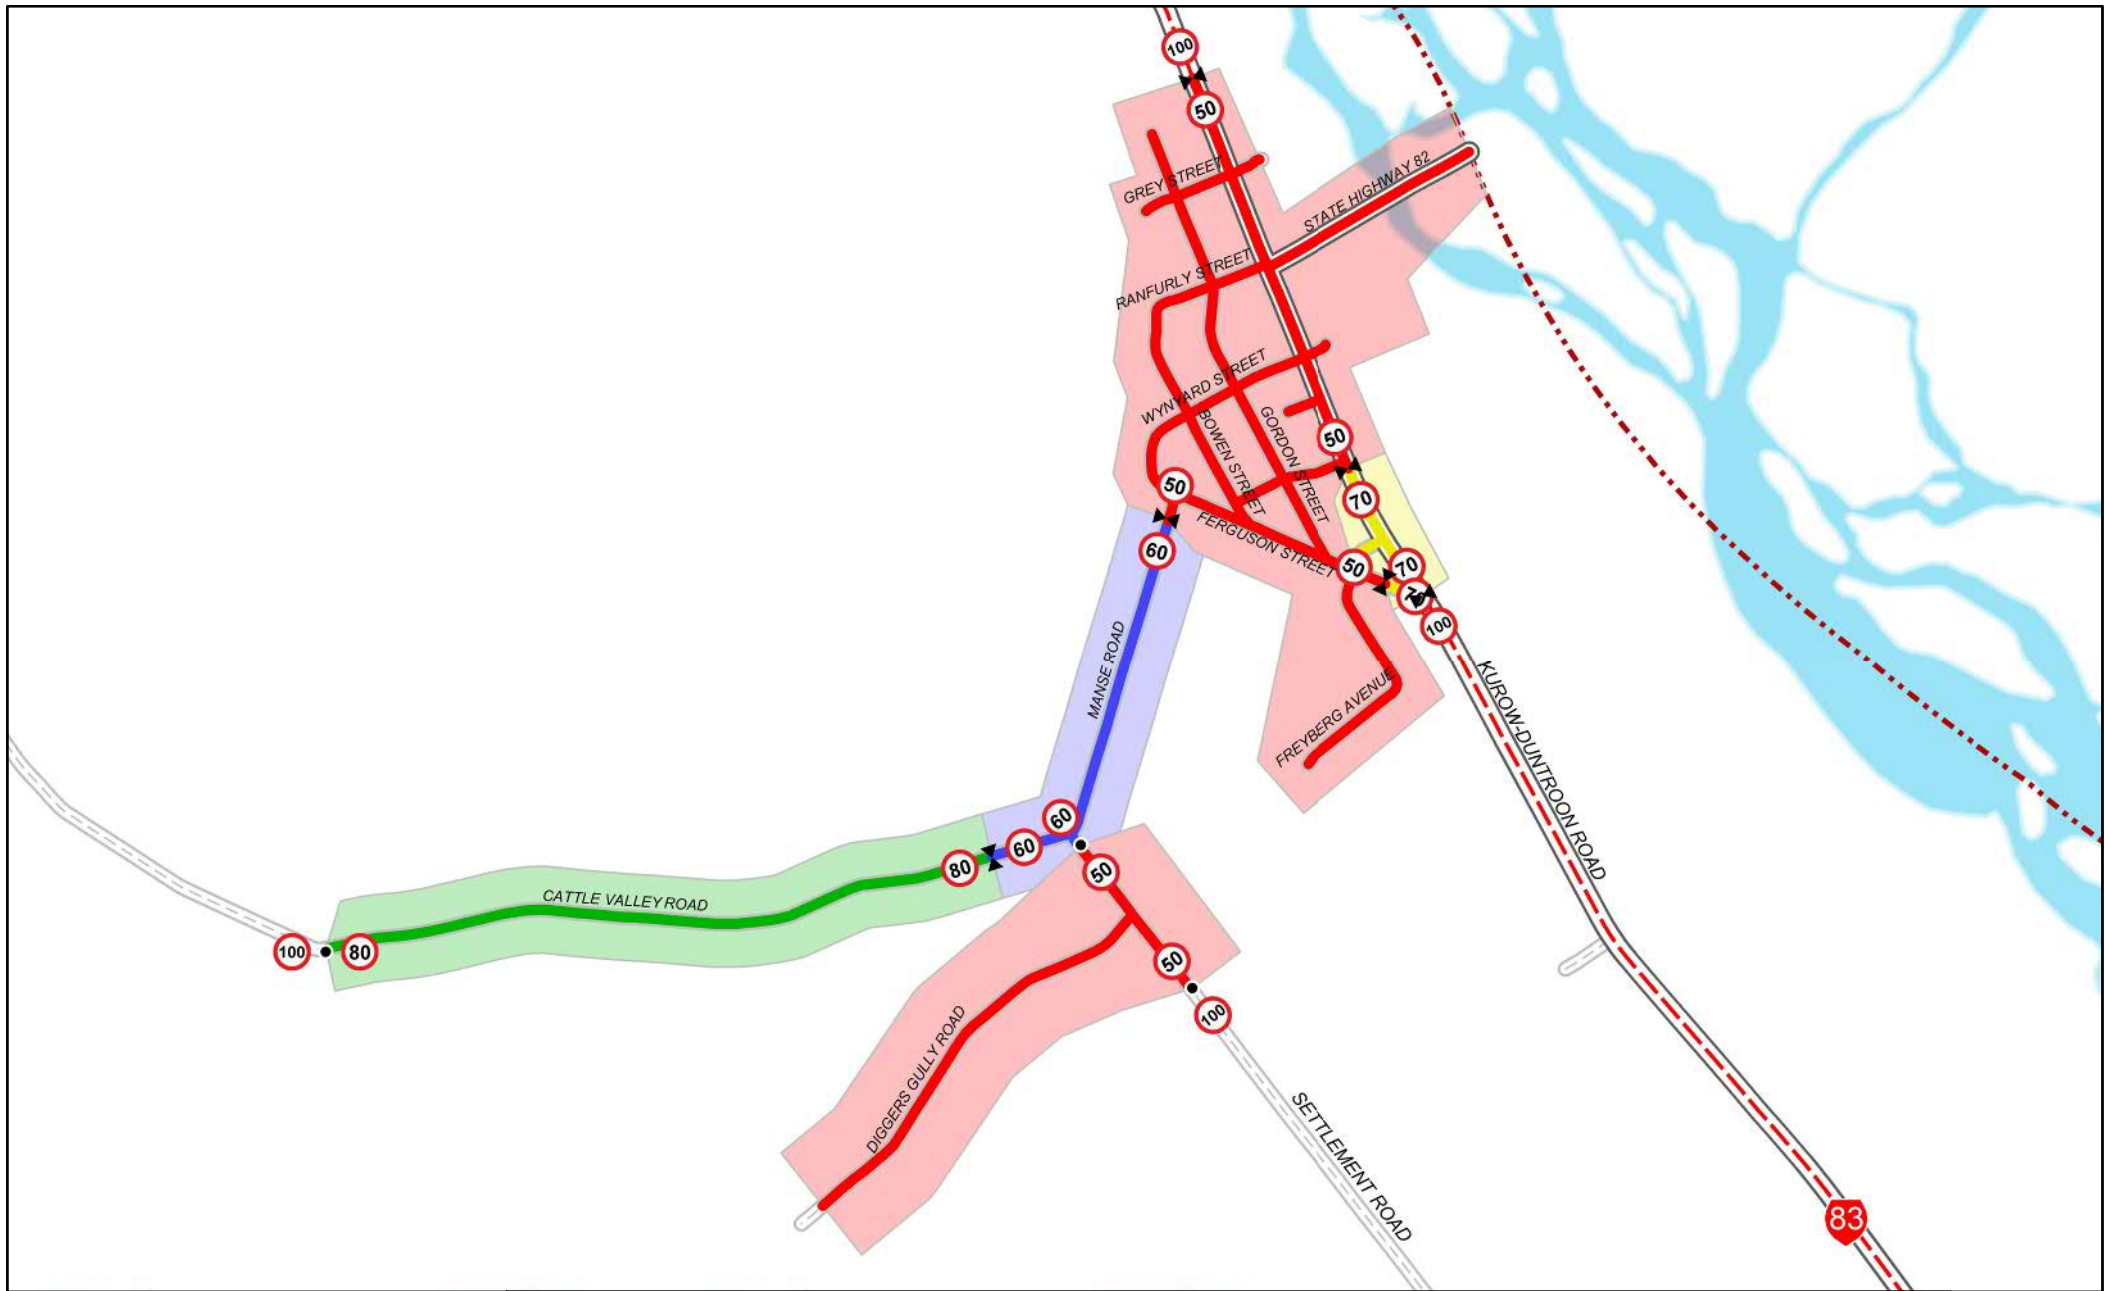 100
50
GREY STREET
STATE HIGHWAY 82
RANFURLY STREET
WYNYARD STREET
BOWEN STREET
GORDON STREET
50
50
70
60
FERGUSON STREET
50
70
70
100
MANSE ROAD
FREYBERG AVENUE
KUROW-DUNTROON ROAD
60
60
80
50
CATTLE VALLEY ROAD
100
80
50
100
DIGGERS GULLY ROAD
SETTLEMENT ROAD
83